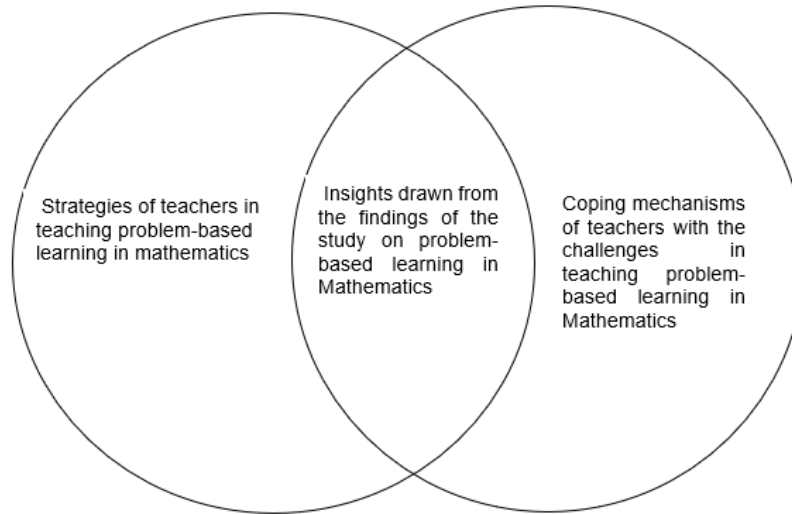 Strategies of teachers in
teaching problem-based
learning in mathematics
Insights drawn from
the findings of the
study on problem-
based learning in
Mathematics
Coping mechanisms
of teachers with the
challenges in
teaching problem-
based learning in
Mathematics